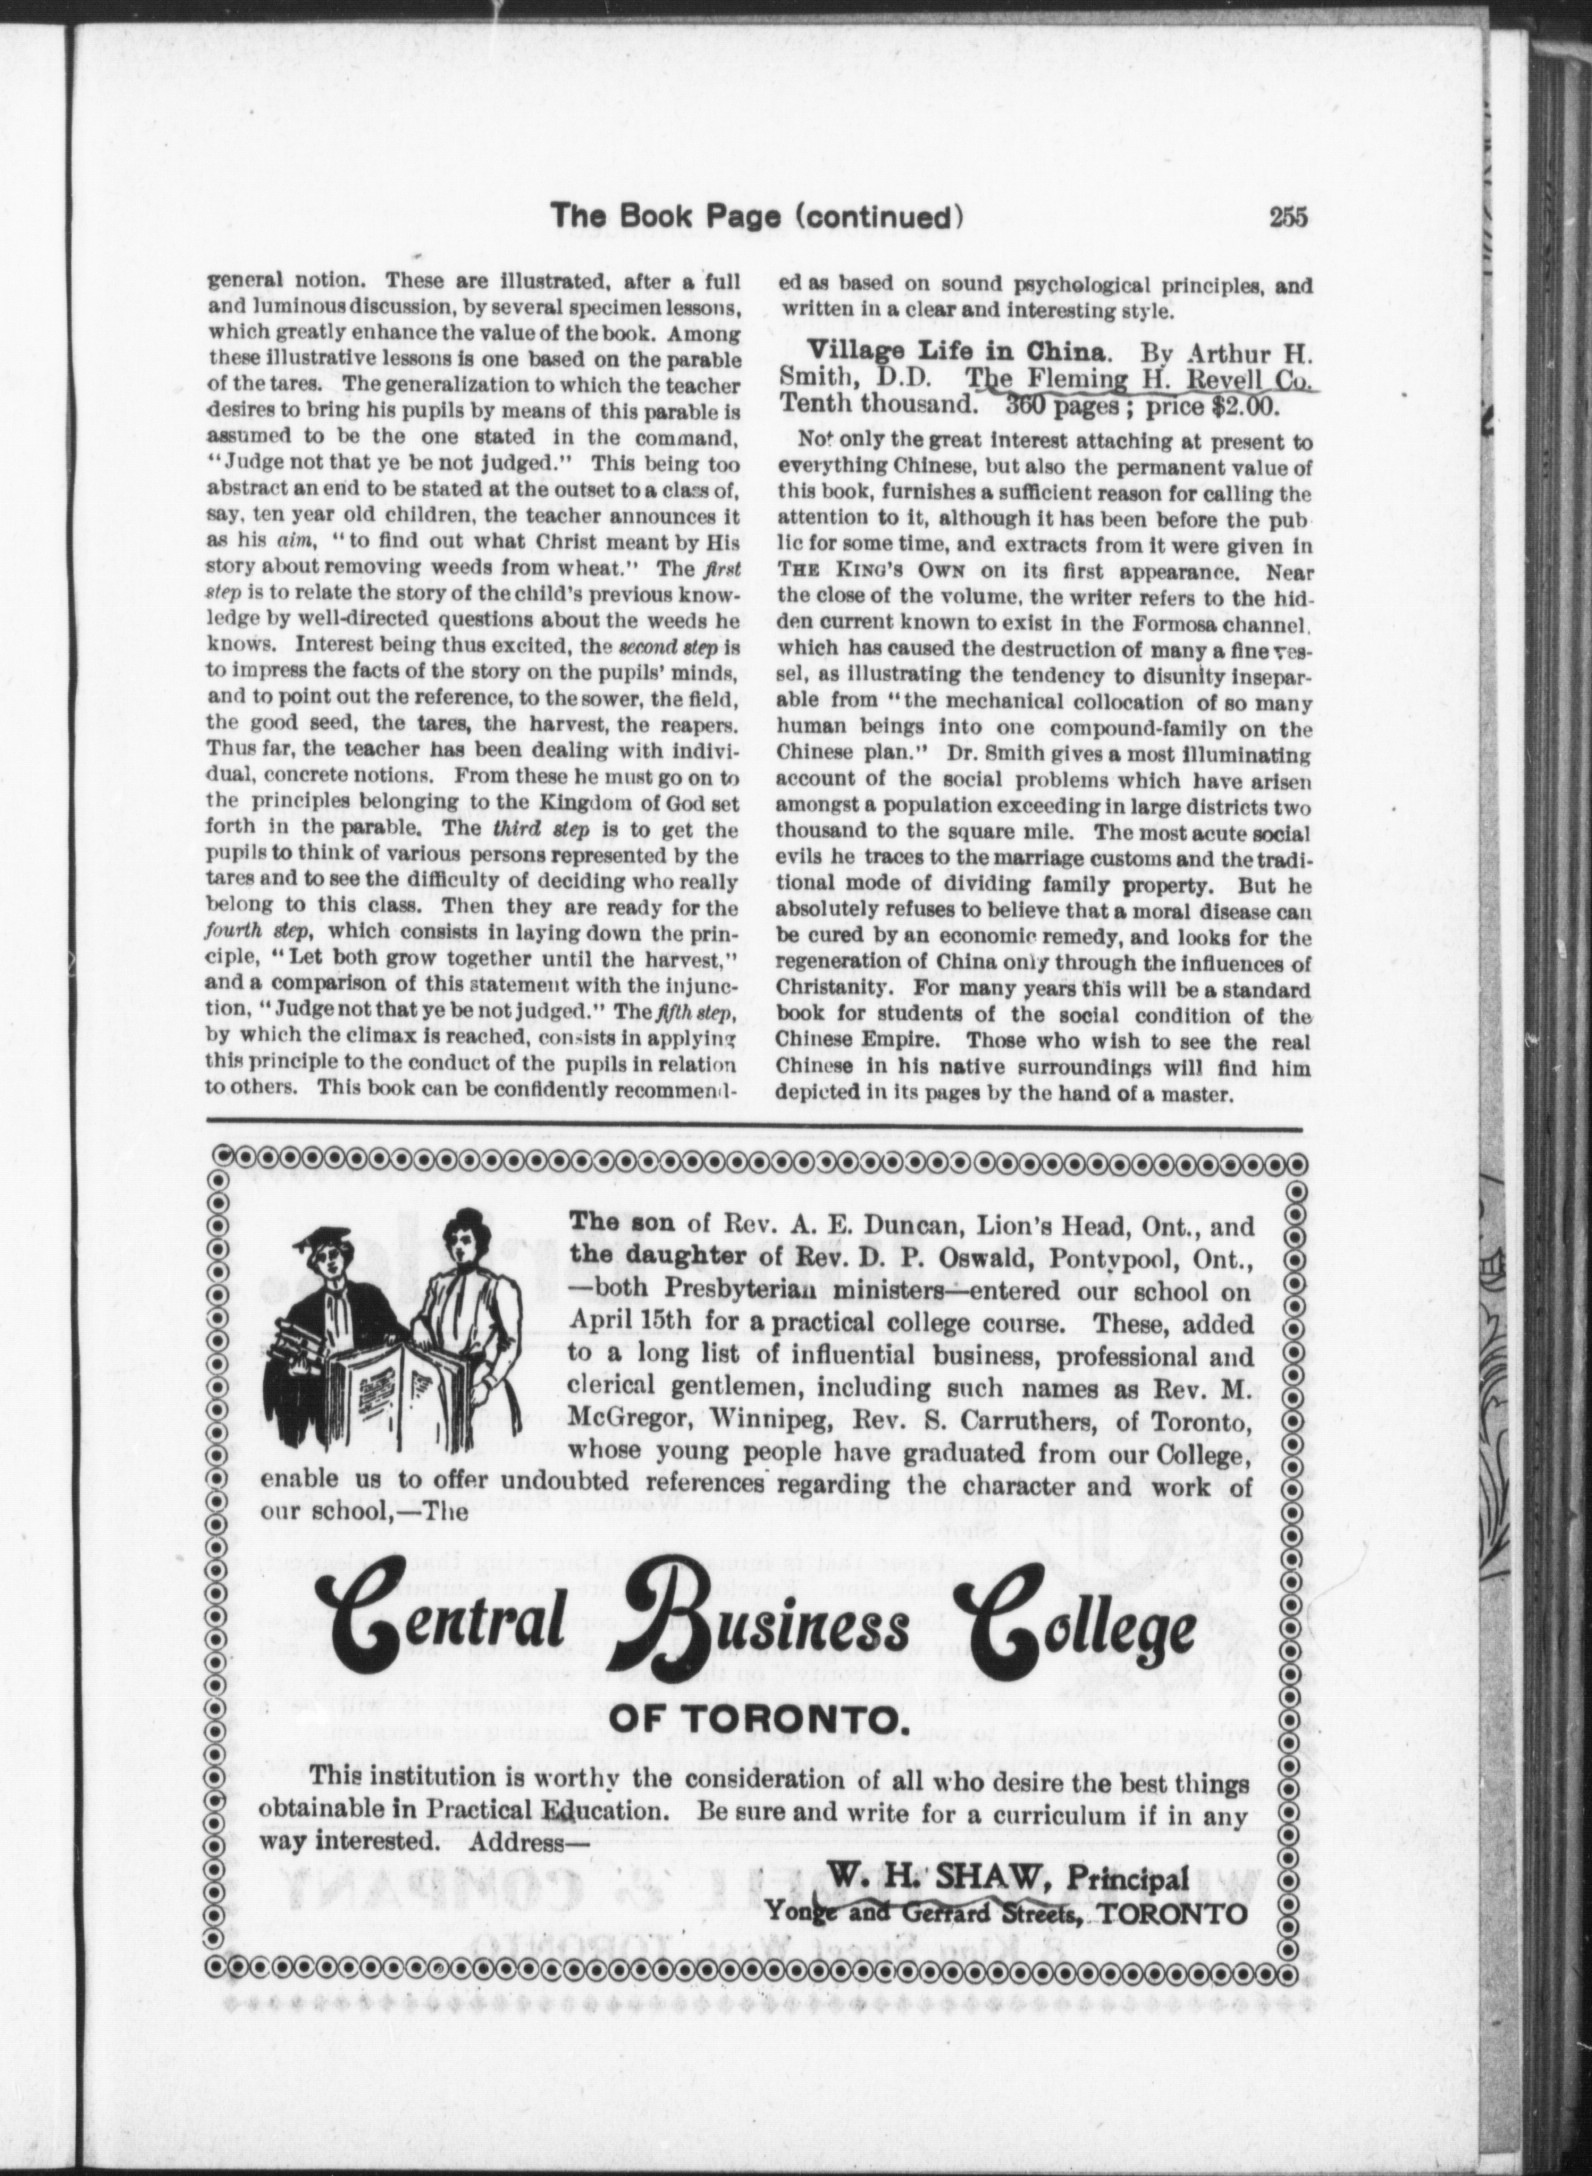 The Book Page (continued)
255
general notion. These are illustrated, after a full
and luminous discussion, by several specimen lessons,
which greatly enhance the value of the book. Among
these illustrative lessons is one based on the parable
of the tares. The generalization to which the teacher
desires to bring his pupils by means of this parable is
assumed to be the one stated in the command,
"Judge not that ye be not judged." This being too
abstract an end to be stated at the outset to a class of,
say, ten year old children, the teacher announces it
as his aim, "to find out what Christ meant by His
story about removing weeds from wheat." The first
step is to relate the story of the child's previous know-
ledge by well-directed questions about the weeds he
knows. Interest being thus excited, the second step is
to impress the facts of the story on the pupils' minds,
and to point out the reference, to the sower, the field,
the good seed, the tares, the harvest, the reapers.
Thus far, the teacher has been dealing with indivi-
dual, concrete notions. From these he must go on to
the principles belonging to the Kingdom of God set
forth in the parable. The third step is to get the
pupils to think of various persons represented by the
tares and to see the difficulty of deciding who really
belong to this class. Then they are ready for the
fourth step, which consists in laying down the prin-
ciple, "Let both grow together until the harvest,"
and a comparison of this statement with the injunc-
tion, "Judge not that ye be not judged." The fifth step,
by which the climax is reached, consists in applying
this principle to the conduct of the pupils in relation
to others. This book can be confidently recommend-
ed as based on sound psychological principles, and
written in a clear and interesting style.
Village Life in China. By Arthur H.
Smith, D.D. The Fleming H. Revell Co.
Tenth thousand. 360 pages; price $2.00.
Not only the great interest attaching at present to
everything Chinese, but also the permanent value of
this book, furnishes a sufficient reason for calling the
attention to it, although it has been before the pub
lic for some time, and extracts from it were given in
THE KING'S OWN on its first appearance. Near
the close of the volume, the writer refers to the hid-
den current known to exist in the Formosa channel,
which has caused the destruction of many a fine ves-
sel, as illustrating the tendency to disunity insepar-
able from "the mechanical collocation of so many
human beings into one compound-family on the
Chinese plan." Dr. Smith gives a most illuminating
account of the social problems which have arisen
amongst a population exceeding in large districts two
thousand to the square mile. The most acute social
evils he traces to the marriage customs and the tradi-
tional mode of dividing family property. But he
absolutely refuses to believe that a moral disease can
be cured by an economic remedy, and looks for the
regeneration of China only through the influences of
Christanity. For many years this will be a standard
book for students of the social condition of the
Chinese Empire. Those who wish to see the real
Chinese in his native surroundings will find him
depicted in its pages by the hand of a master.
The son of Rev. A. E. Duncan, Lion's Head, Ont., and
the daughter of Rev. D. P. Oswald, Pontypool, Ont.,
—both Presbyterian ministers—entered our school on
April 15th for a practical college course. These, added
to a long list of influential business, professional and
clerical gentlemen, including such names as Rev. M.
McGregor, Winnipeg, Rev. S. Carruthers, of Toronto,
whose young people have graduated from our College,
enable us to offer undoubted references regarding the character and work of
our school,—The
Central Business College
OF TORONTO.
This institution is worthy the consideration of all who desire the best things
obtainable in Practical Education. Be sure and write for a curriculum if in any
way interested. Address—
W. H. SHAW, Principal
Yonge and Gerrard Streets, TORONTO